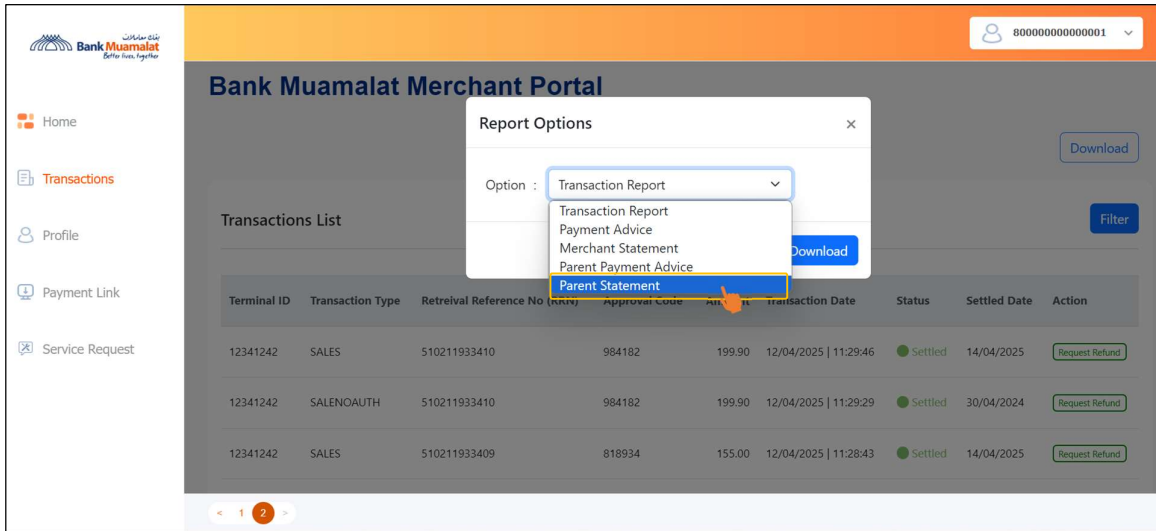 بنك معاملات
Bank Muamalat
Better lives, together
800000000000001
Bank Muamalat Merchant Portal
Home
Transactions
Profile
Payment Link
Service Request
Download
Report Options
×
Option :
Transaction Report
Transaction Report
Payment Advice
Merchant Statement
Parent Payment Advice
Parent Statement
Download
Transactions List
Filter
Terminal ID Transaction Type Retreival Reference No (RRN) Approval Code Transaction Date Status Settled Date Action
12341242 SALES 510211933410 984182 199.90 12/04/2025 | 11:29:46 Settled 14/04/2025 Request Refund
12341242 SALENOAUTH 510211933410 984182 199.90 12/04/2025 | 11:29:29 Settled 30/04/2024 Request Refund
12341242 SALES 510211933409 818934 155.00 12/04/2025 | 11:28:43 Settled 14/04/2025 Request Refund
< 1 2 >